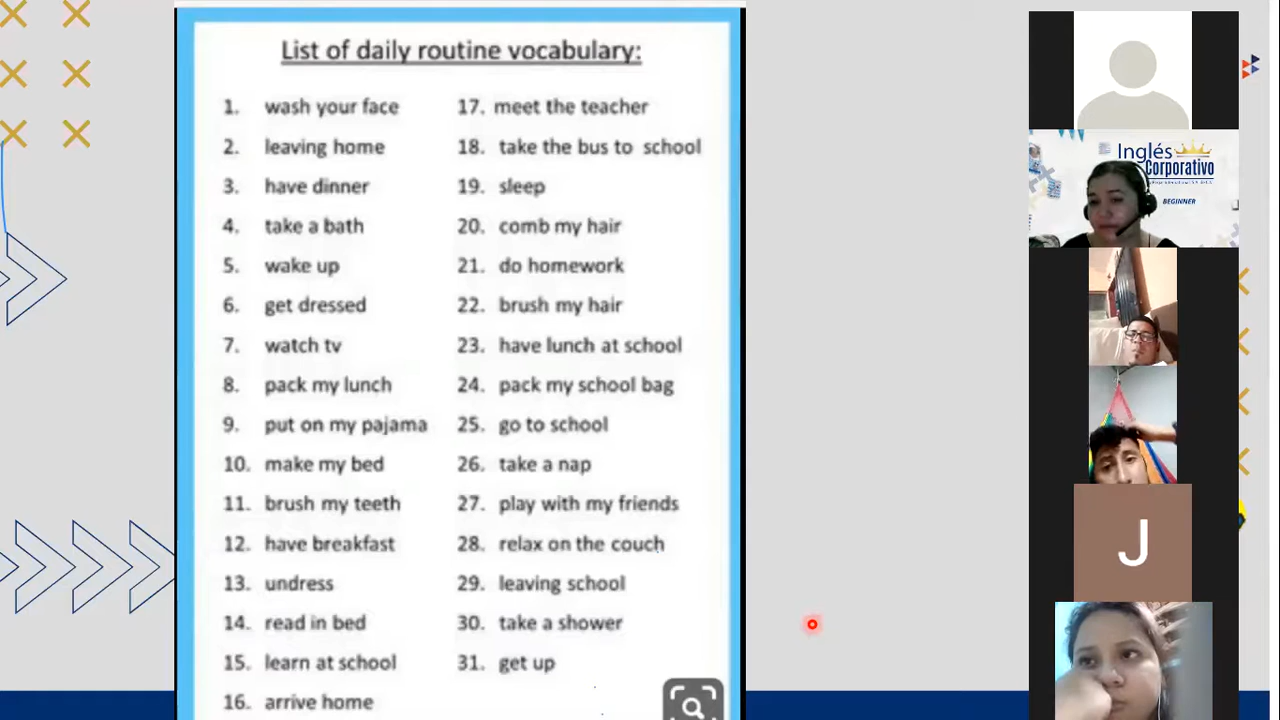 List of daily routine vocabulary:
1. wash your face
2. leaving home
3. have dinner
4. take a bath
5. wake up
6. get dressed
7. watch tv
8. pack my lunch
9. put on my pajama
10. make my bed
11. brush my teeth
12. have breakfast
13. undress
14. read in bed
15. learn at school
16. arrive home
17. meet the teacher
18. take the bus to school
19. sleep
20. comb my hair
21. do homework
22. brush my hair
23. have lunch at school
24. pack my school bag
25. go to school
26. take a nap
27. play with my friends
28. relax on the couch
29. leaving school
30. take a shower
31. get up
Inglés
Corporativo
BEGINNER
J